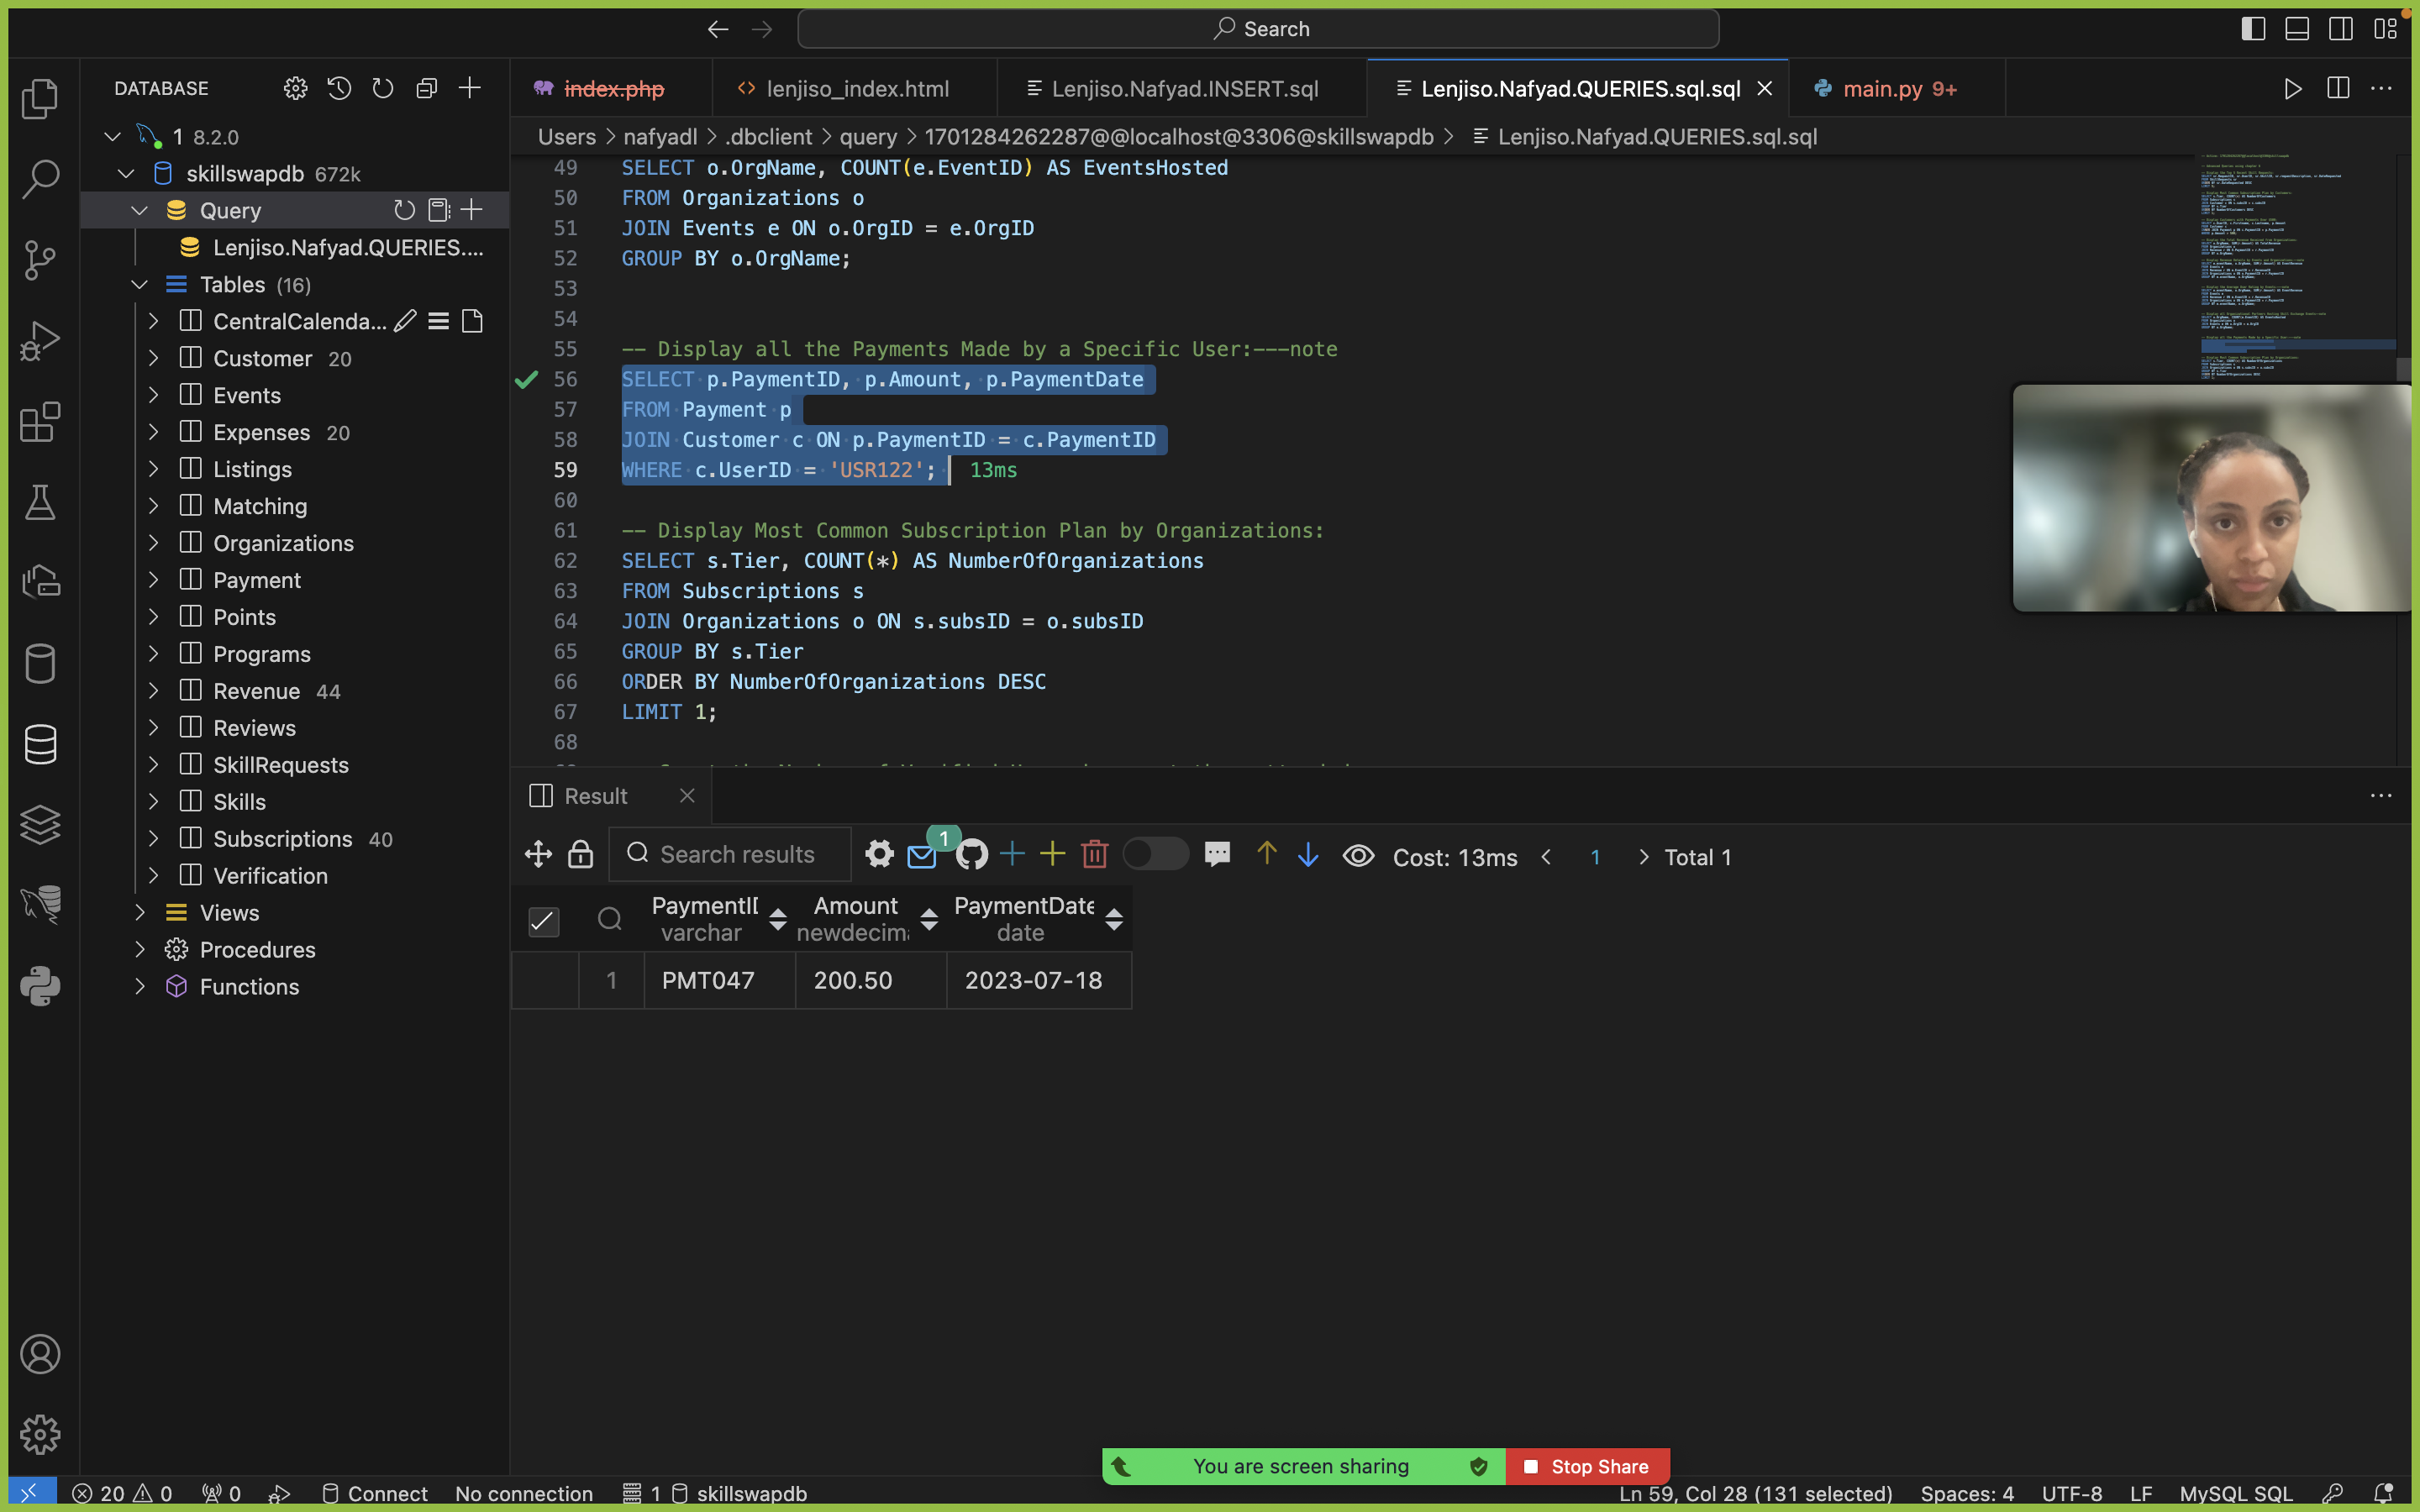 Search
DATABASE
index.php
lenjiso_index.html
Lenjiso.Nafyad.INSERT.sql
Lenjiso.Nafyad.QUERIES.sql.sql
main.py 9+
Users > nafyadl > .dbclient > query > 1701284262287@@localhost@3306@skillswapdb > Lenjiso.Nafyad.QUERIES.sql.sql
1 8.2.0
skillswapdb 672k
Query
Lenjiso.Nafyad.QUERIES....
Tables (16)
CentralCalenda...
Customer 20
Events
Expenses 20
Listings
Matching
Organizations
Payment
Points
Programs
Revenue 44
Reviews
SkillRequests
Skills
Subscriptions 40
Verification
Views
Procedures
Functions
49 SELECT o.OrgName, COUNT(e.EventID) AS EventsHosted
50 FROM Organizations o
51 JOIN Events e ON o.OrgID = e.OrgID
52 GROUP BY o.OrgName;
53
54
55 -- Display all the Payments Made by a Specific User:---note
56 SELECT p.PaymentID, p.Amount, p.PaymentDate
57 FROM Payment p
58 JOIN Customer c ON p.PaymentID = c.PaymentID
59 WHERE c.UserID = 'USR122'; 13ms
60
61 -- Display Most Common Subscription Plan by Organizations:
62 SELECT s.Tier, COUNT(*) AS NumberOfOrganizations
63 FROM Subscriptions s
64 JOIN Organizations o ON s.subsID = o.subsID
65 GROUP BY s.Tier
66 ORDER BY NumberOfOrganizations DESC
67 LIMIT 1;
68
Result
Search results
1
Cost: 13ms < 1 > Total 1
PaymentID Amount PaymentDate
varchar newdecima date
1 PMT047 200.50 2023-07-18
You are screen sharing
Stop Share
20 0 0 Connect No connection 1 skillswapdb
Ln 59, Col 28 (131 selected) Spaces: 4 UTF-8 LF MySQL SQL